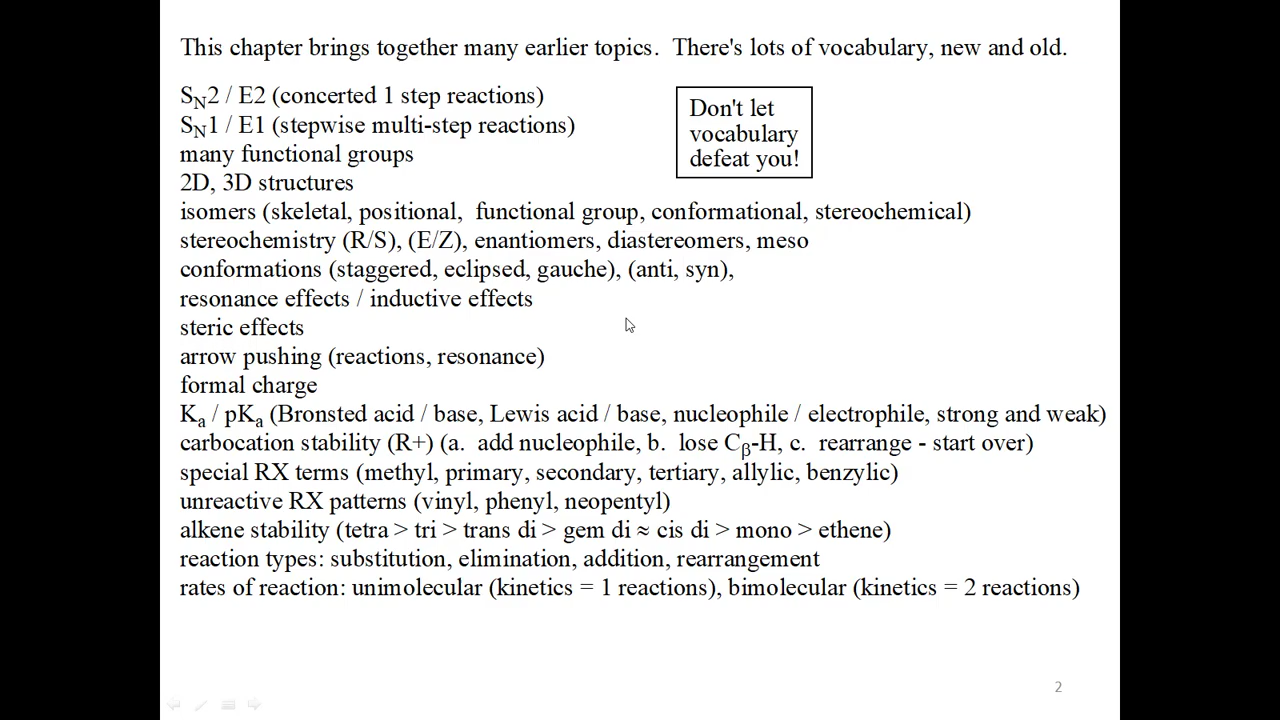 This chapter brings together many earlier topics.  There's lots of vocabulary, new and old.
SN2 / E2 (concerted 1 step reactions)
SN1 / E1 (stepwise multi-step reactions)
many functional groups
2D, 3D structures
Don't let
vocabulary
defeat you!
isomers (skeletal, positional,  functional group, conformational, stereochemical)
stereochemistry (R/S), (E/Z), enantiomers, diastereomers, meso
conformations (staggered, eclipsed, gauche), (anti, syn),
resonance effects / inductive effects
steric effects
arrow pushing (reactions, resonance)
formal charge
Ka / pKa (Bronsted acid / base, Lewis acid / base, nucleophile / electrophile, strong and weak)
carbocation stability (R+) (a.  add nucleophile, b.  lose Cβ-H, c.  rearrange - start over)
special RX terms (methyl, primary, secondary, tertiary, allylic, benzylic)
unreactive RX patterns (vinyl, phenyl, neopentyl)
alkene stability (tetra > tri > trans di > gem di ≈ cis di > mono > ethene)
reaction types: substitution, elimination, addition, rearrangement
rates of reaction: unimolecular (kinetics = 1 reactions), bimolecular (kinetics = 2 reactions)
2